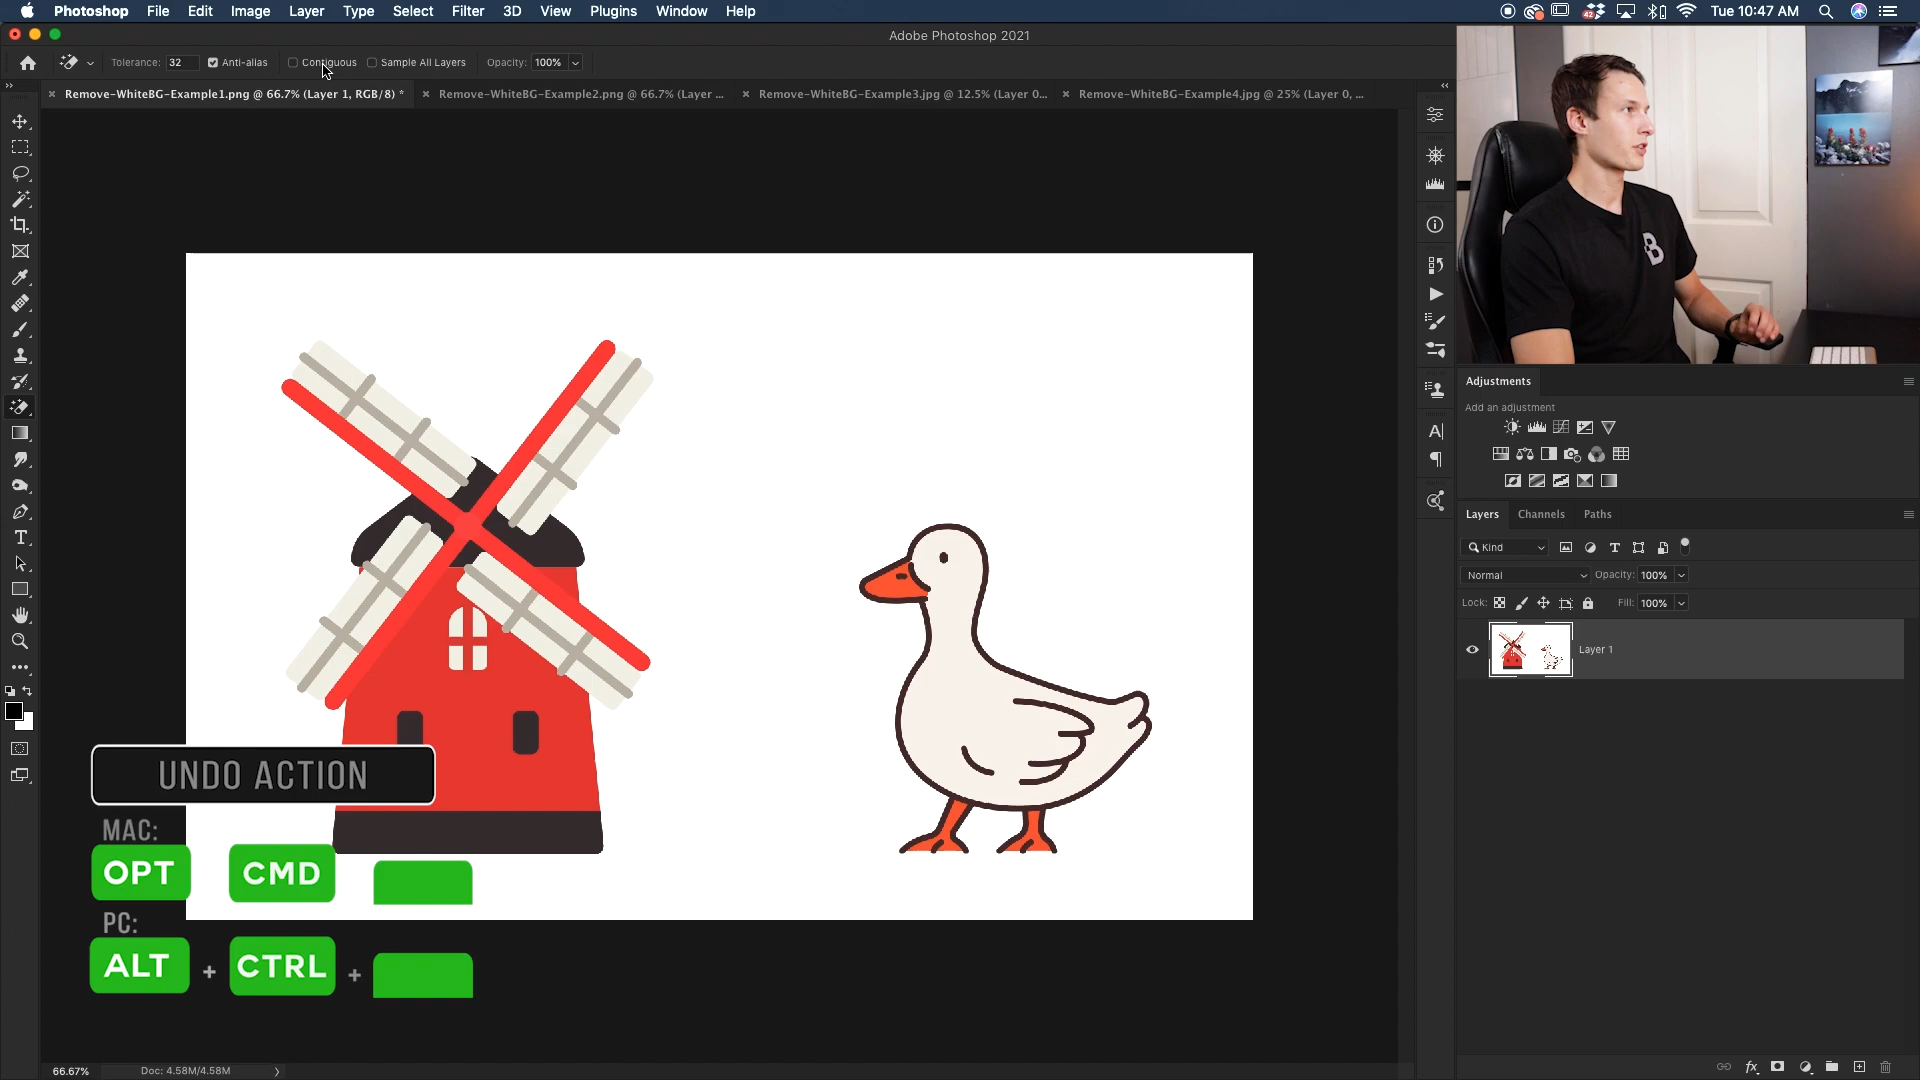 Photoshop File Edit Image Layer Type Select Filter 3D View Plugins Window Help
42
Tue 10:47 AM
Adobe Photoshop 2021
Tolerance: 32 Anti-alias Contiguous Sample All Layers Opacity: 100%
Remove-WhiteBG-Example1.png @ 66.7% (Layer 1, RGB/8) *
Remove-WhiteBG-Example2.png @ 66.7% (Layer ...
Remove-WhiteBG-Example3.jpg @ 12.5% (Layer 0...
Remove-WhiteBG-Example4.jpg @ 25% (Layer 0, ...
B
Adjustments
Add an adjustment
Layers Channels Paths
Kind
Normal Opacity: 100%
Lock: Fill: 100%
Layer 1
UNDO ACTION
MAC:
OPT CMD
PC:
ALT + CTRL +
66.67% Doc: 4.58M/4.58M
fx